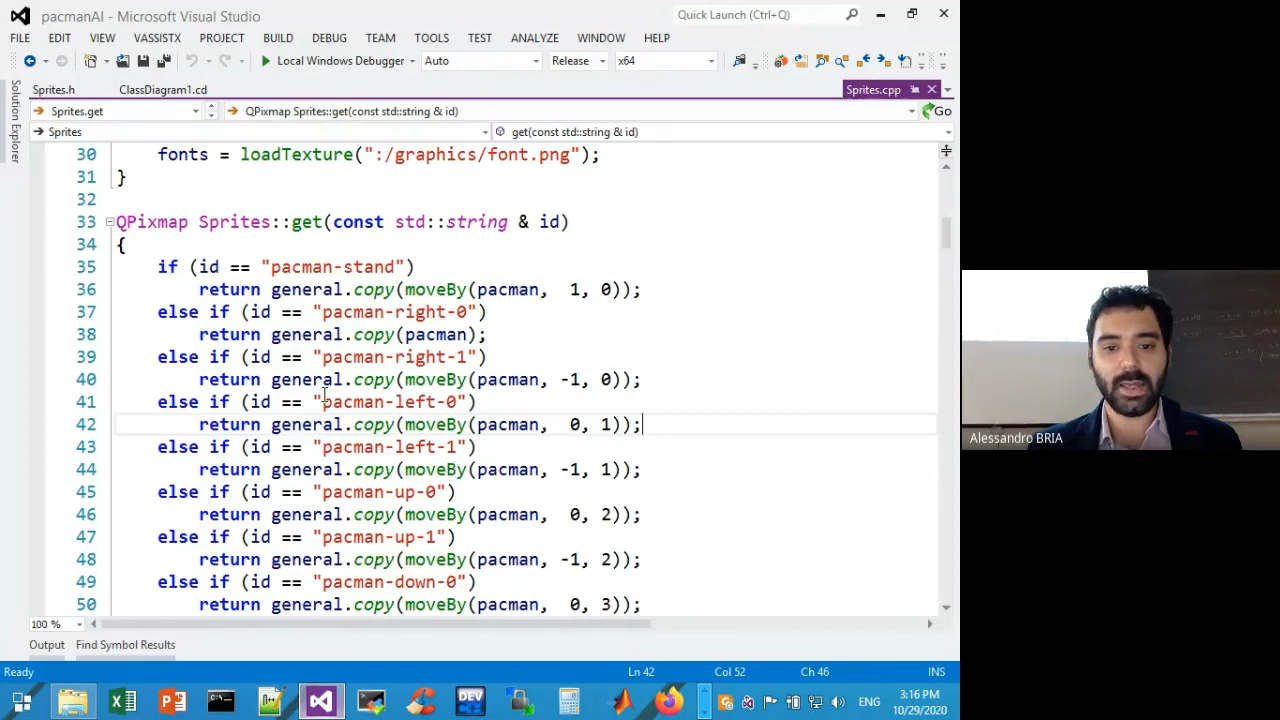 pacmanAI - Microsoft Visual Studio
Quick Launch (Ctrl+Q)
FILE EDIT VIEW VASSISTX PROJECT BUILD DEBUG TEAM TOOLS TEST ANALYZE WINDOW HELP
Local Windows Debugger Auto Release x64
Solution Explorer
Sprites.h ClassDiagram1.cd Sprites.cpp
Sprites.get QPixmap Sprites::get(const std::string & id) Go
Sprites get(const std::string & id)
30 fonts = loadTexture(":/graphics/font.png");
31 }
32
33 QPixmap Sprites::get(const std::string & id)
34 {
35 if (id == "pacman-stand")
36 return general.copy(moveBy(pacman, 1, 0));
37 else if (id == "pacman-right-0")
38 return general.copy(pacman);
39 else if (id == "pacman-right-1")
40 return general.copy(moveBy(pacman, -1, 0));
41 else if (id == "pacman-left-0")
42 return general.copy(moveBy(pacman, 0, 1));
43 else if (id == "pacman-left-1")
44 return general.copy(moveBy(pacman, -1, 1));
45 else if (id == "pacman-up-0")
46 return general.copy(moveBy(pacman, 0, 2));
47 else if (id == "pacman-up-1")
48 return general.copy(moveBy(pacman, -1, 2));
49 else if (id == "pacman-down-0")
50 return general.copy(moveBy(pacman, 0, 3));
100 %
Output Find Symbol Results
Ready Ln 42 Col 52 Ch 46 INS
DEV
ENG
3:16 PM
10/29/2020
Alessandro BRIA